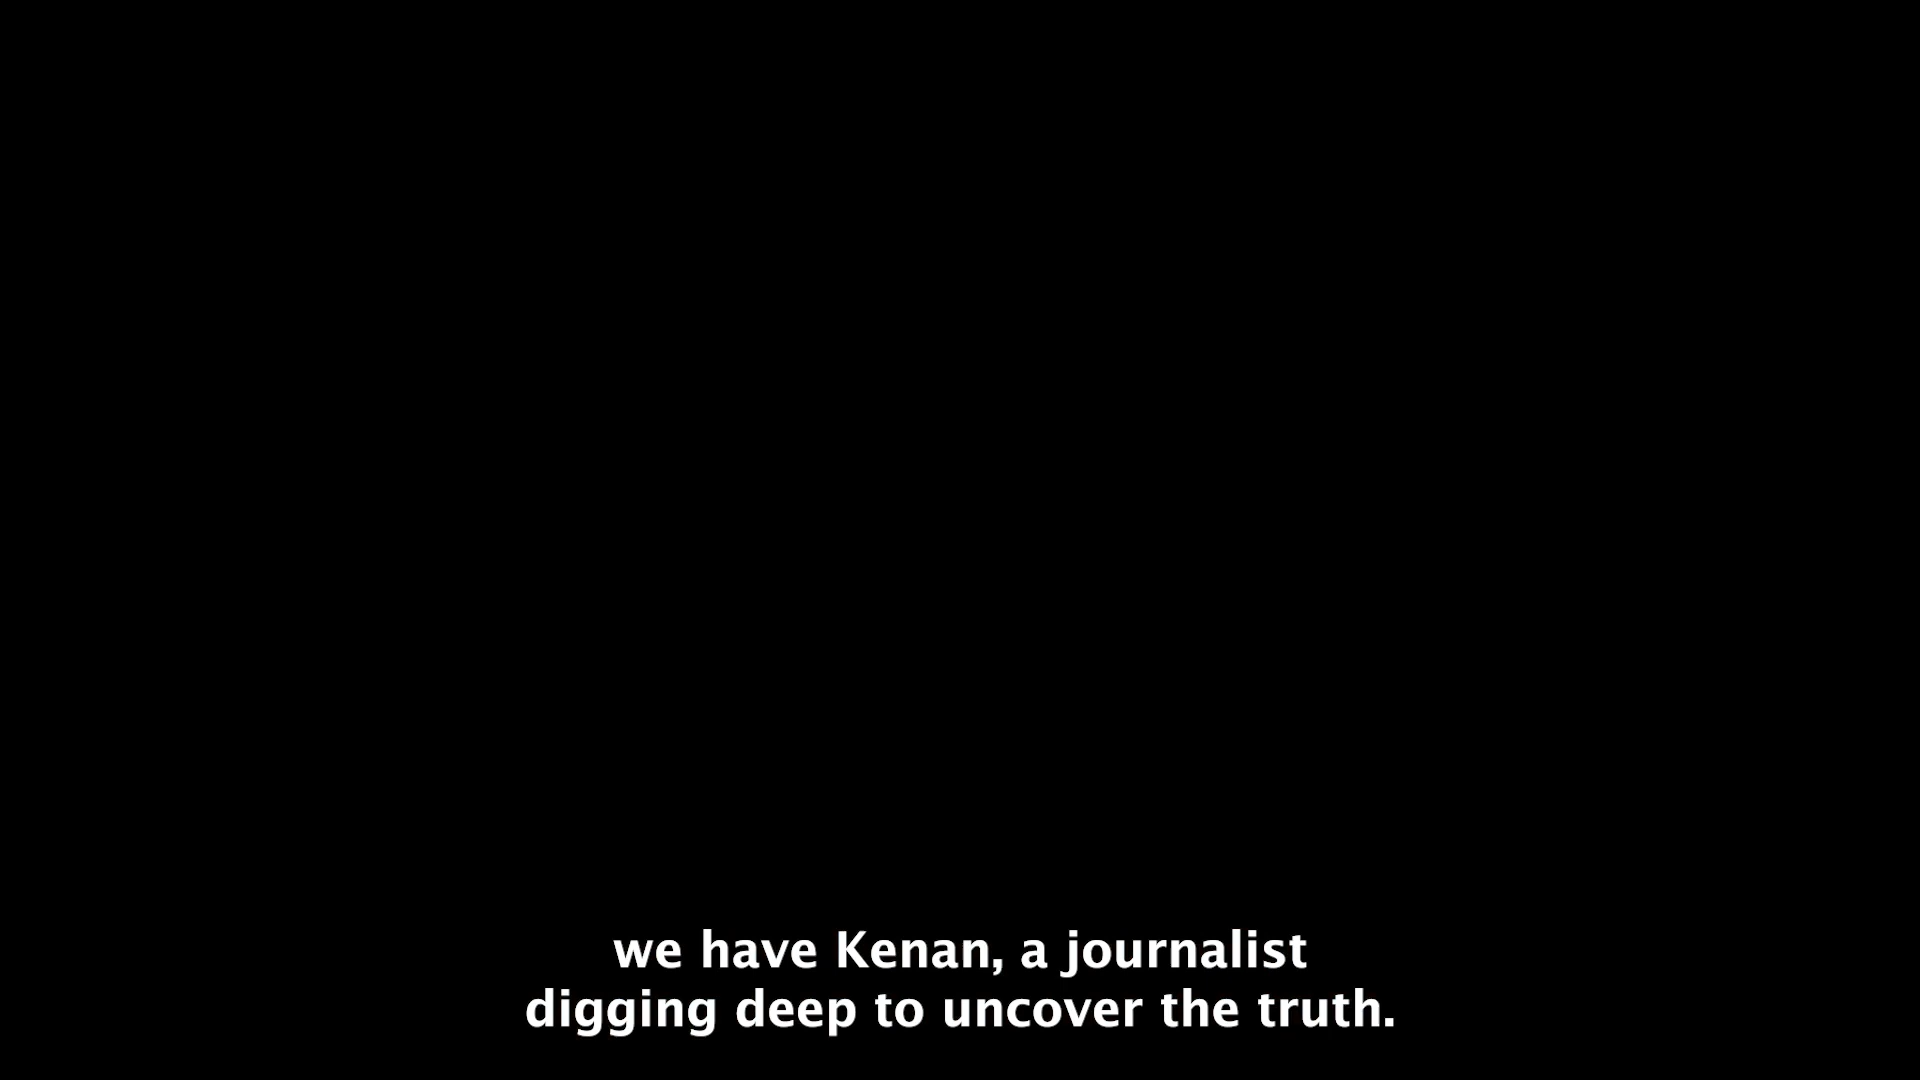 we have Kenan, a journalist
digging deep to uncover the truth.